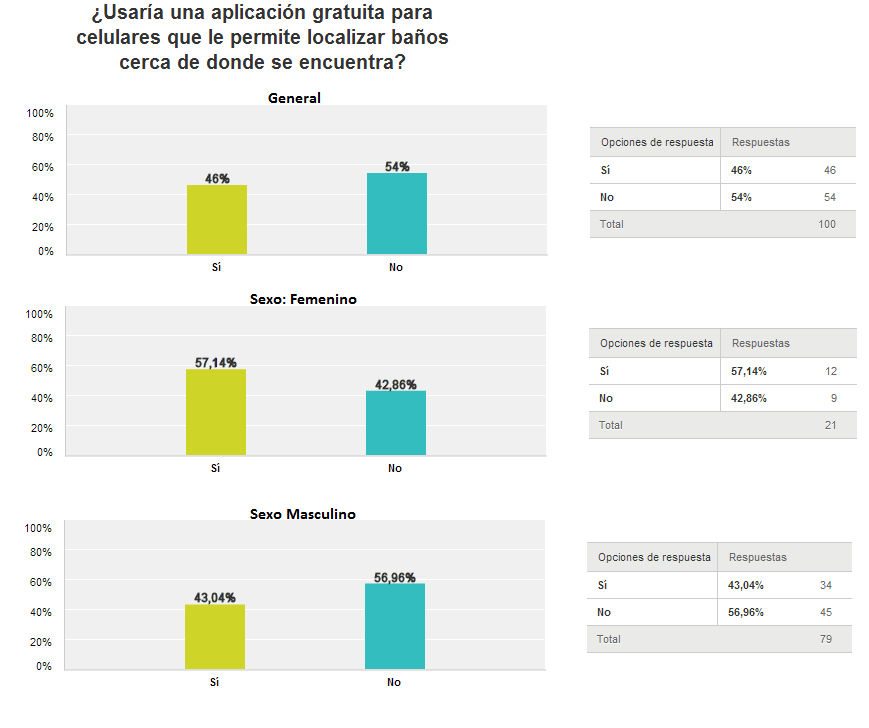 ¿Usaría una aplicación gratuita para
celulares que le permite localizar baños
cerca de donde se encuentra?
General
100%
80%
60%
40%
20%
0%
46%
54%
Sí
No
Opciones de respuesta Respuestas
Sí 46% 46
No 54% 54
Total 100
Sexo: Femenino
100%
80%
60%
40%
20%
0%
57,14%
42,86%
Sí
No
Opciones de respuesta Respuestas
Sí 57,14% 12
No 42,86% 9
Total 21
Sexo Masculino
100%
80%
60%
40%
20%
0%
43,04%
56,96%
Sí
No
Opciones de respuesta Respuestas
Sí 43,04% 34
No 56,96% 45
Total 79